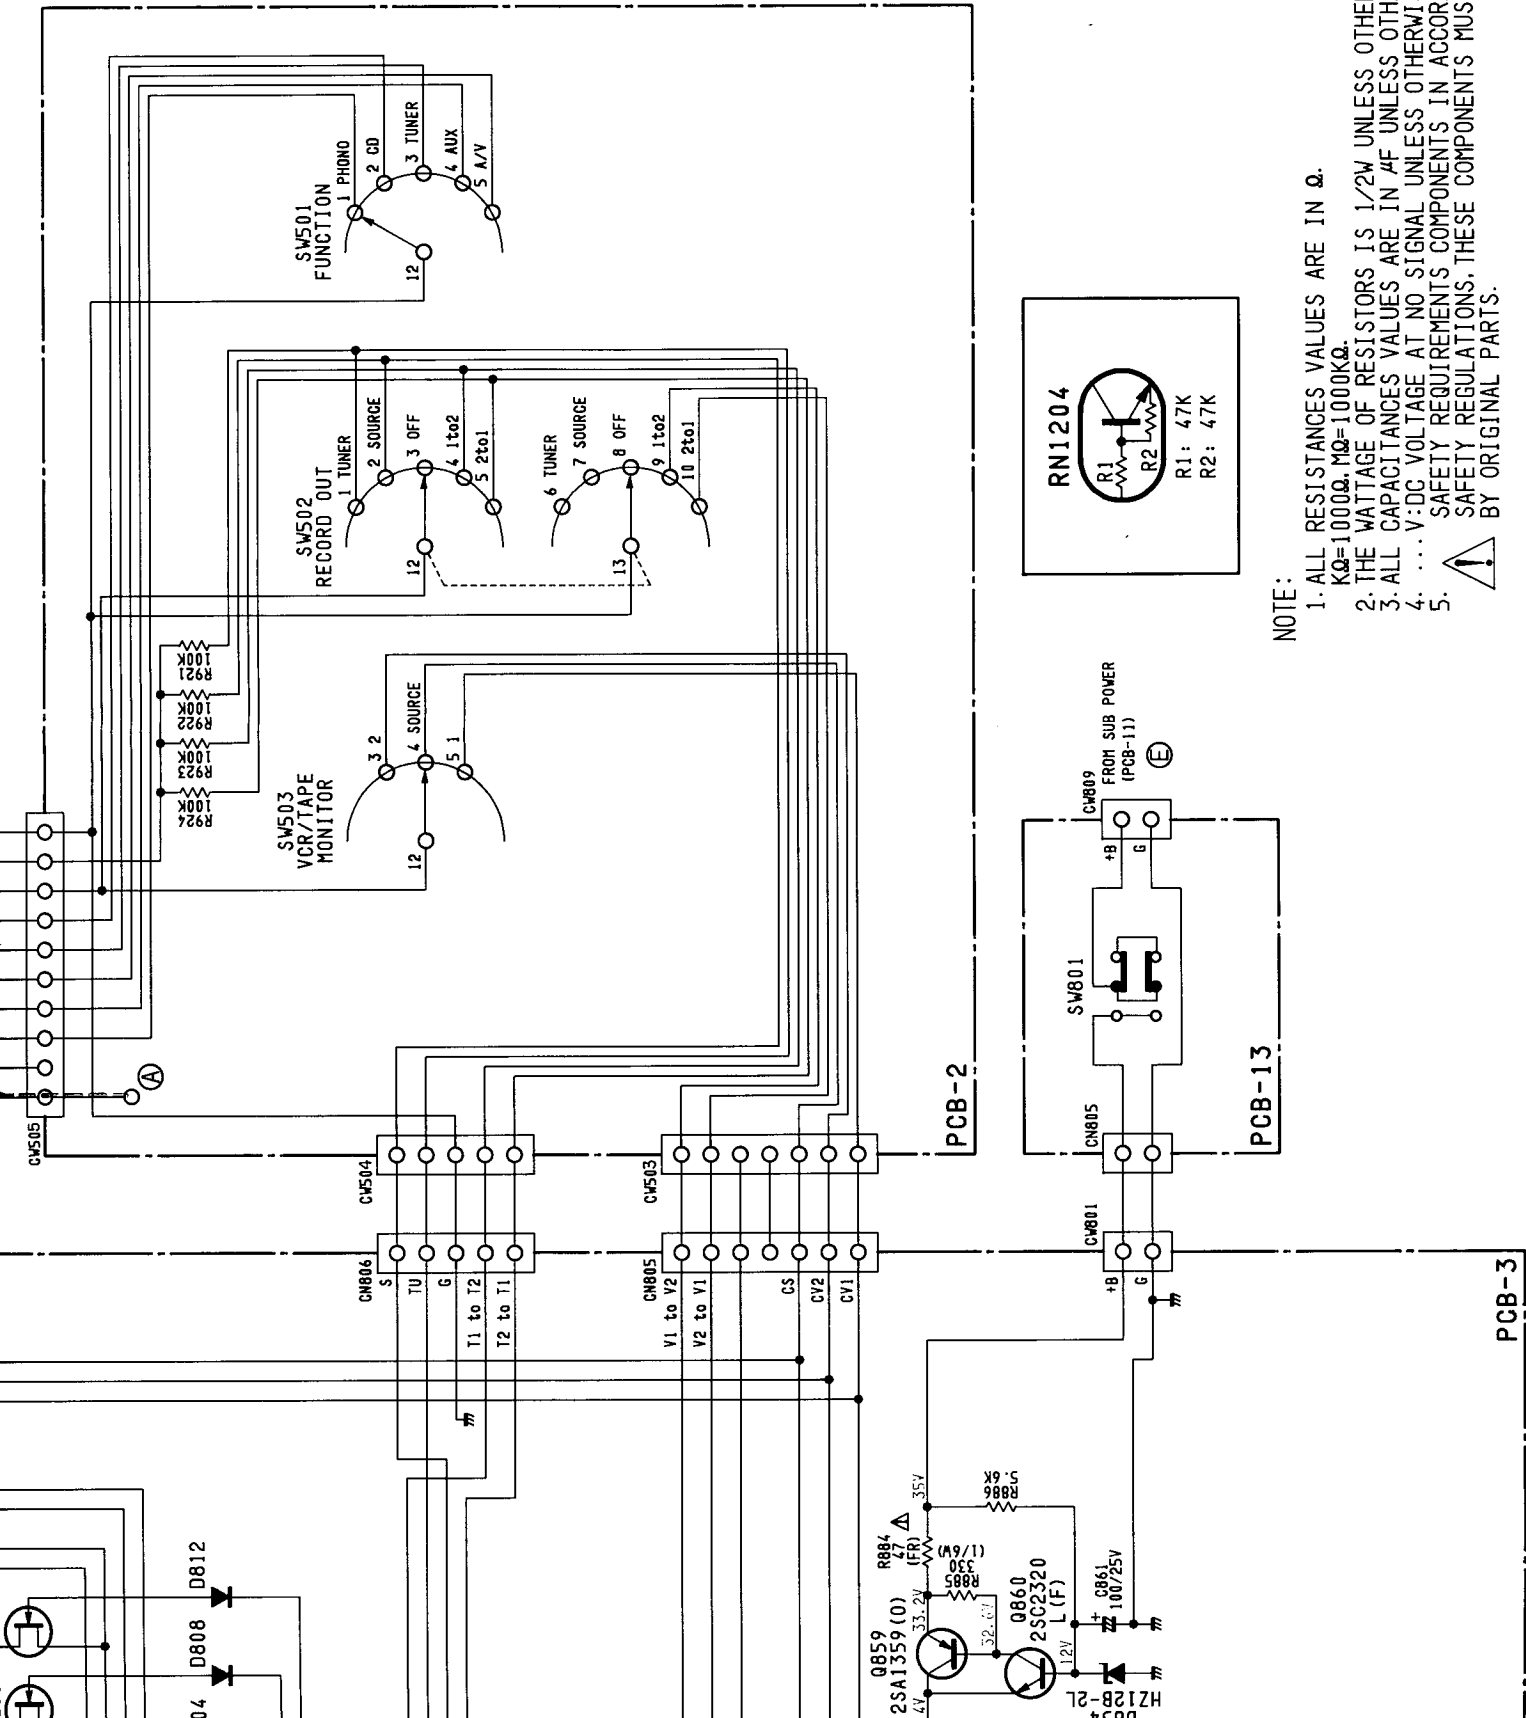 SW501
FUNCTION
1 PHONO
2 CD
3 TUNER
4 AUX
5 A/V
12
SW502
RECORD OUT
1 TUNER
2 SOURCE
3 OFF
4 1to2
5 2to1
12
6 TUNER
7 SOURCE
8 OFF
9 1to2
10 2to1
13
R921
100K
R922
100K
R923
100K
R924
100K
SW503
VCR/TAPE
MONITOR
3 2
4 SOURCE
5 1
12
A
CW505
CW504
CW503
PCB-2
RN1204
R1
R2
R1: 47K
R2: 47K
NOTE:
1. ALL RESISTANCES VALUES ARE IN Ω.
KΩ=1000Ω.MΩ=1000KΩ.
2. THE WATTAGE OF RESISTORS IS 1/2W UNLESS
3. ALL CAPACITANCES VALUES ARE IN µF UNLESS
4. ...V:DC VOLTAGE AT NO SIGNAL UNLESS
5. SAFETY REQUIREMENTS COMPONENTS IN
SAFETY REGULATIONS,THESE COMPONENTS
BY ORIGINAL PARTS.
CW809
FROM SUB POWER
(PCB-11)
E
+B
G
SW801
PCB-13
CN805
CW801
+B
G
PCB-3
CN806
S
TU
G
T1 to T2
T2 to T1
CN805
V1 to V2
V2 to V1
CS
CV2
CV1
D812
D808
35V
R884
47
(FR)
R886
5.6K
R885
330
(1/6W)
33.2V
Q859
2SA1359(O)
Q860
2SC2320
L(F)
12V
C861
100/25V
+
HZ12B-2L